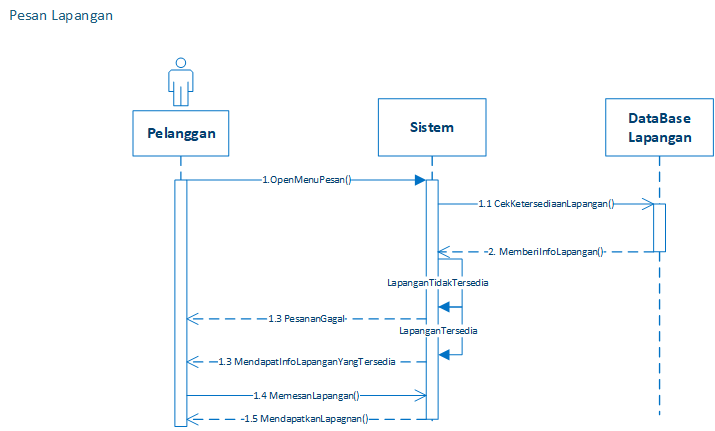 Pesan Lapangan
Pelanggan
Sistem
DataBase
Lapangan
1.OpenMenuPesan()
1.1 CekKetersediaanLapangan()
2. MemberiInfoLapangan()
LapanganTidakTersedia
1.3 PesananGagal
LapanganTersedia
1.3 MendapatInfoLapanganYangTersedia
1.4 MemesanLapangan()
1.5 MendapatkanLapagnan()